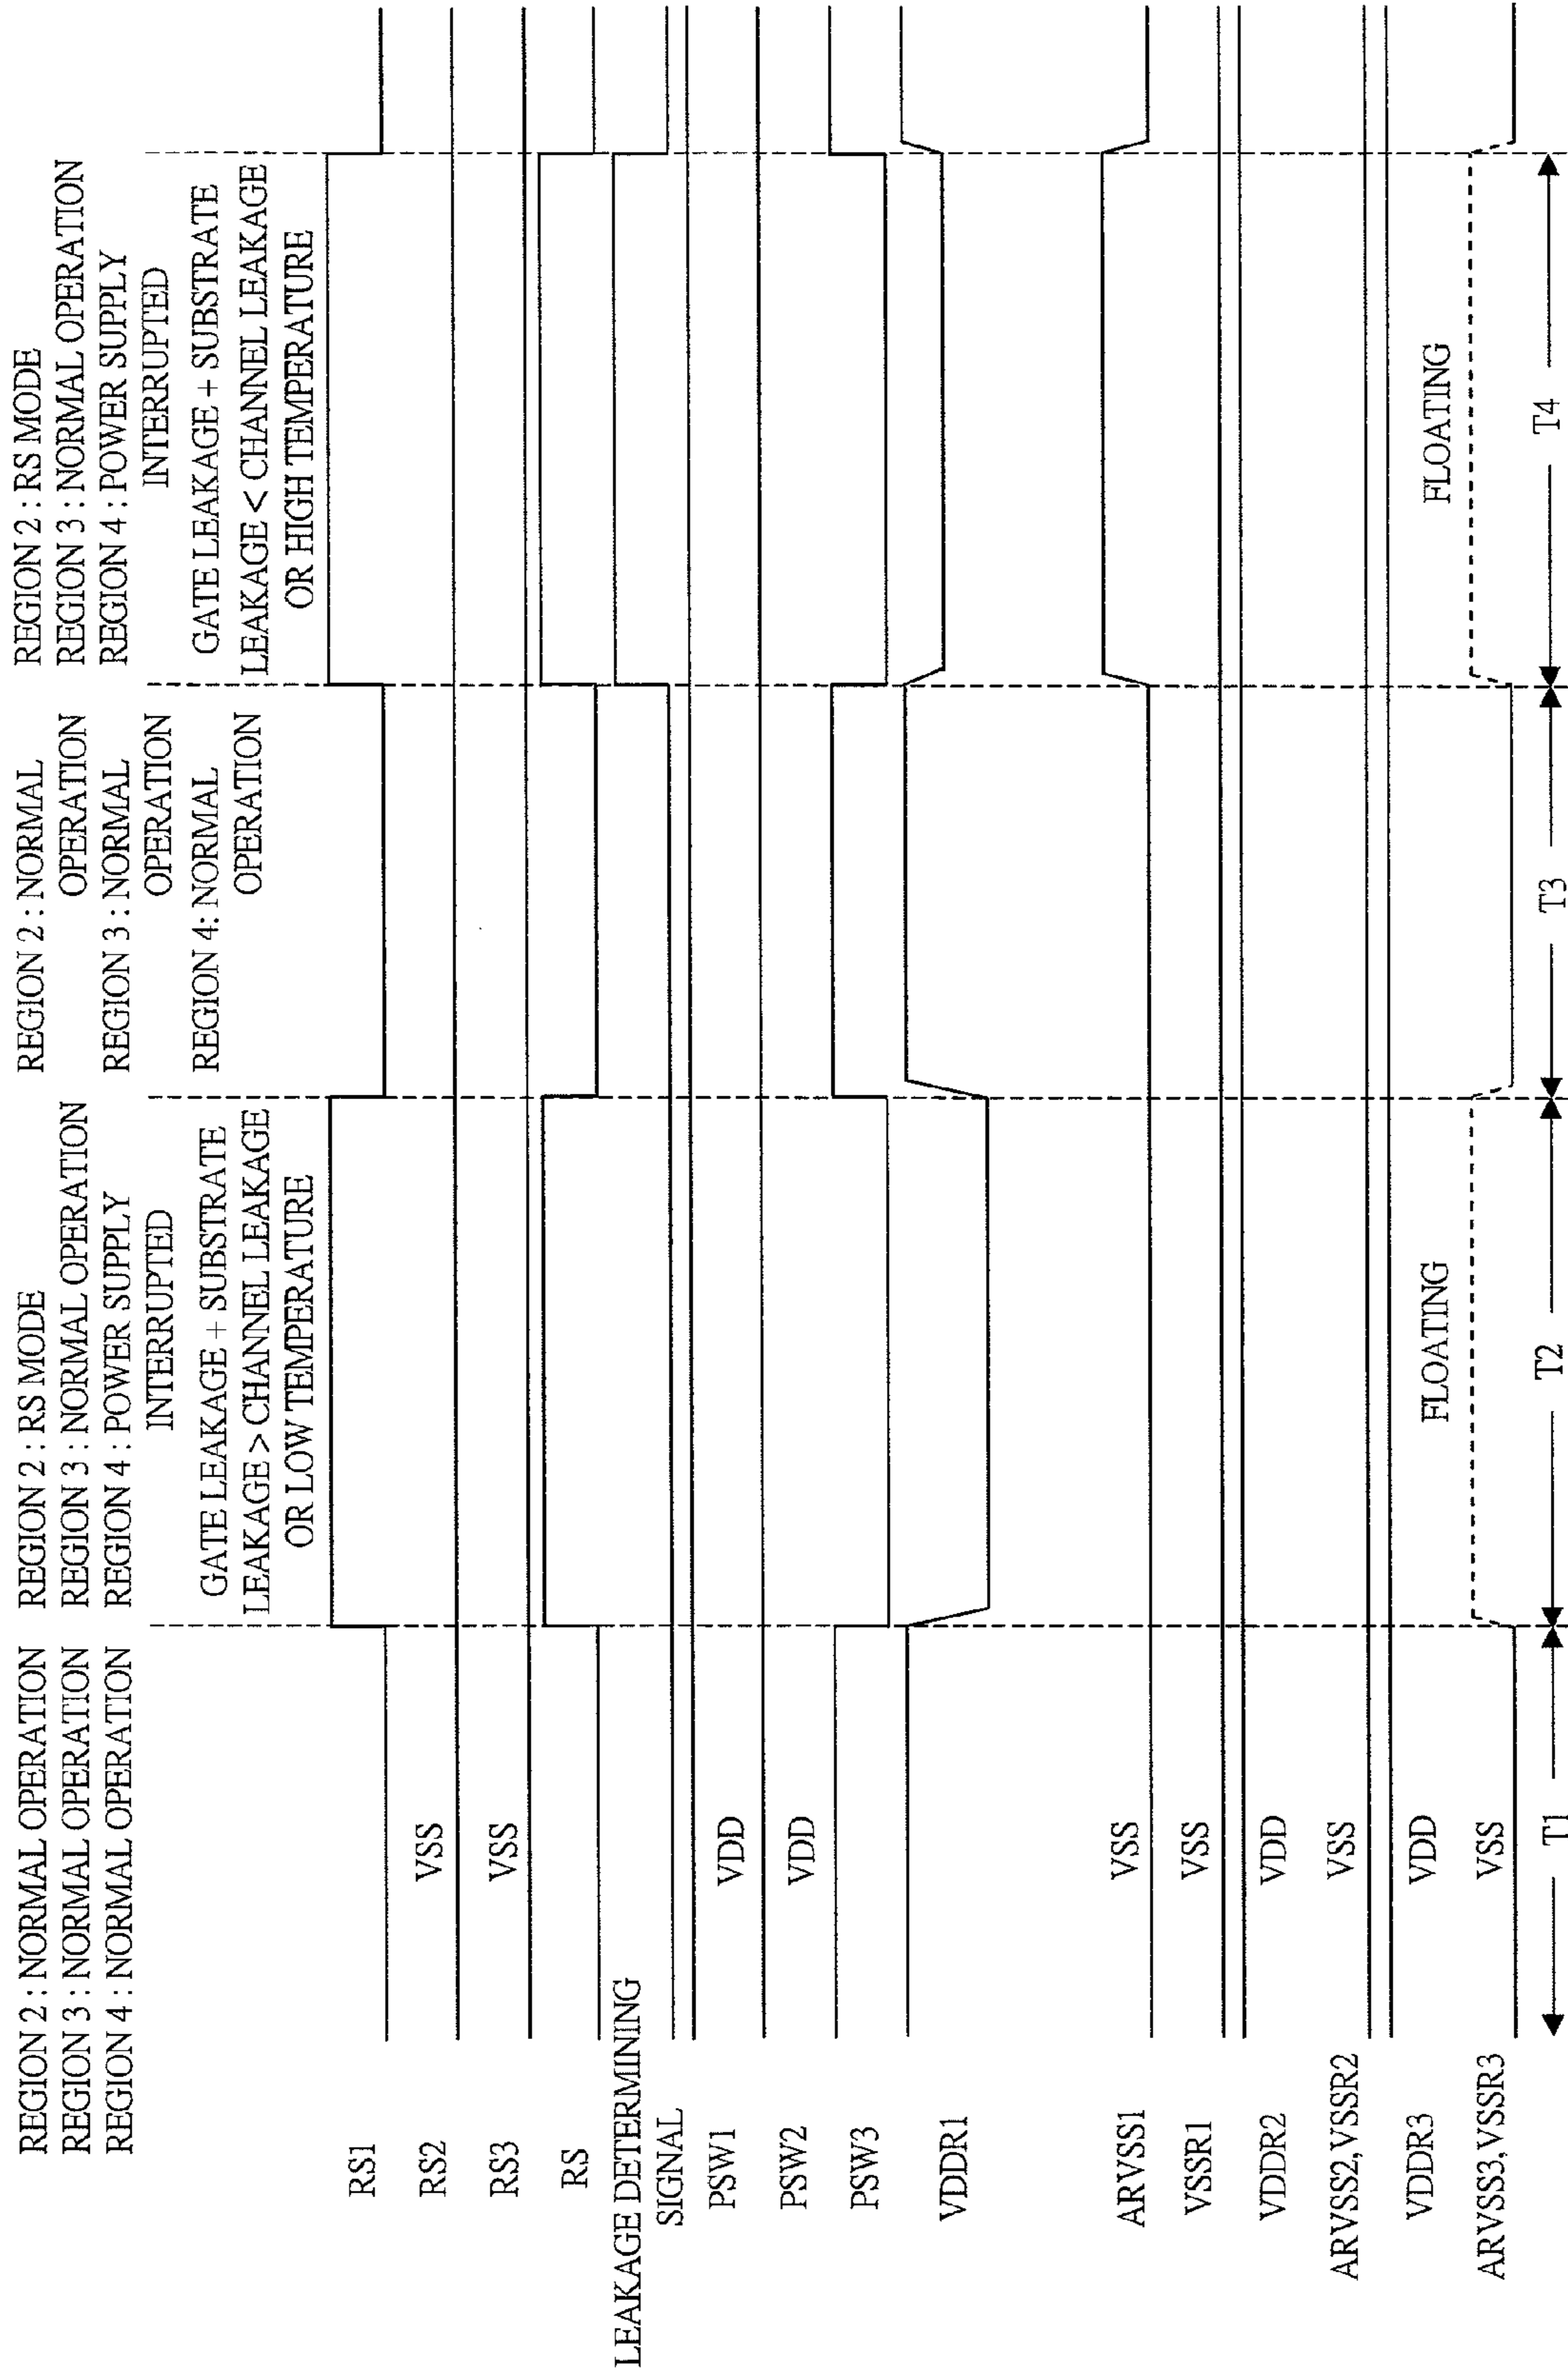 REGION 2 : NORMAL OPERATION
REGION 3 : NORMAL OPERATION
REGION 4 : NORMAL OPERATION
REGION 2 : RS MODE
REGION 3 : NORMAL OPERATION
REGION 4 : POWER SUPPLY
INTERRUPTED
GATE LEAKAGE + SUBSTRATE
LEAKAGE > CHANNEL LEAKAGE
OR LOW TEMPERATURE
REGION 2 : NORMAL
OPERATION
REGION 3 : NORMAL
OPERATION
REGION 4: NORMAL
OPERATION
REGION 2 : RS MODE
REGION 3 : NORMAL OPERATION
REGION 4 : POWER SUPPLY
INTERRUPTED
GATE LEAKAGE + SUBSTRATE
LEAKAGE < CHANNEL LEAKAGE
OR HIGH TEMPERATURE
RS1
RS2 VSS
RS3 VSS
RS
LEAKAGE DETERMINING
SIGNAL
PSW1 VDD
PSW2 VDD
PSW3
VDDR1
ARVSS1 VSS
VSSR1 VSS
VDDR2 VDD
ARVSS2,VSSR2 VSS
VDDR3 VDD
ARVSS3,VSSR3 VSS
FLOATING
FLOATING
T1 T2 T3 T4